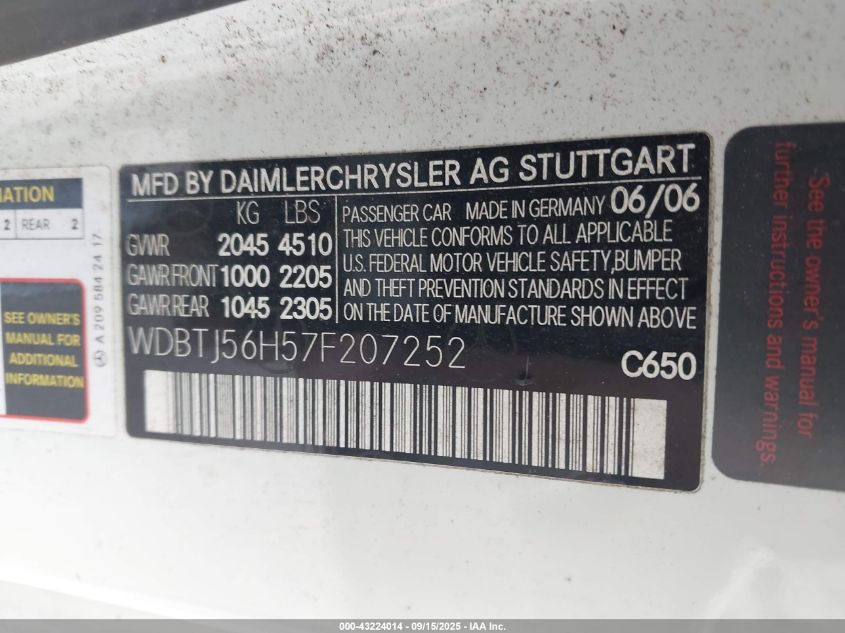 MATION
2 REAR 2
SEE OWNER'S
MANUAL FOR
ADDITIONAL
INFORMATION
A 209 584 24 17
MFD BY DAIMLERCHRYSLER AG STUTTGART
KG LBS
GVWR 2045 4510
GAWR FRONT 1000 2205
GAWR REAR 1045 2305
PASSENGER CAR MADE IN GERMANY 06/06
THIS VEHICLE CONFORMS TO ALL APPLICABLE
U.S. FEDERAL MOTOR VEHICLE SAFETY,BUMPER
AND THEFT PREVENTION STANDARDS IN EFFECT
ON THE DATE OF MANUFACTURE SHOWN ABOVE
WDBTJ56H57F207252
C650
See the owner's manual for
further instructions and warnings.
000-43224014 - 09/15/2025 - IAA Inc.